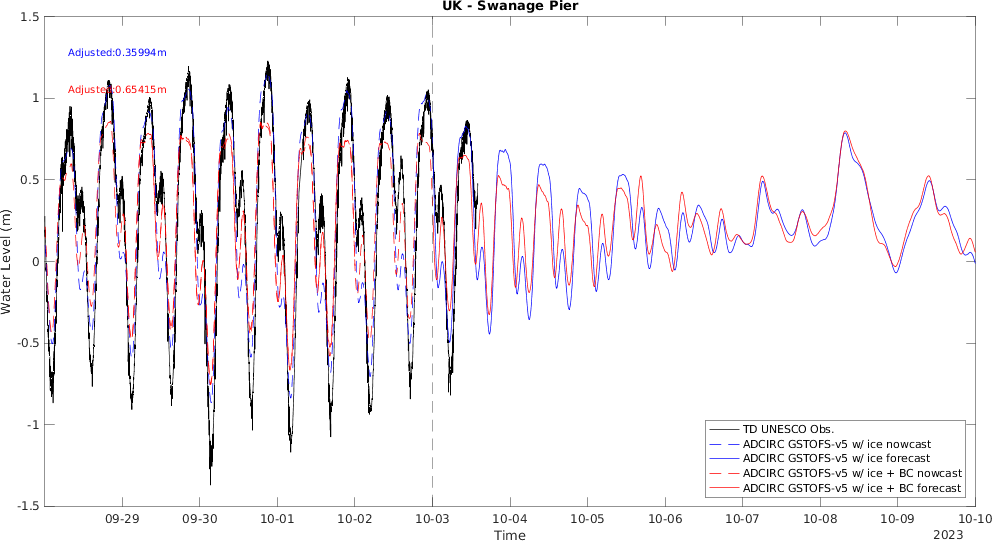 UK - Swanage Pier
Adjusted:0.35994m
Adjusted:0.65415m
1.5
1
0.5
0
-0.5
-1
-1.5
Water Level (m)
09-29 09-30 10-01 10-02 10-03 10-04 10-05 10-06 10-07 10-08 10-09 10-10
2023
Time
TD UNESCO Obs.
ADCIRC GSTOFS-v5 w/ ice nowcast
ADCIRC GSTOFS-v5 w/ ice forecast
ADCIRC GSTOFS-v5 w/ ice + BC nowcast
ADCIRC GSTOFS-v5 w/ ice + BC forecast